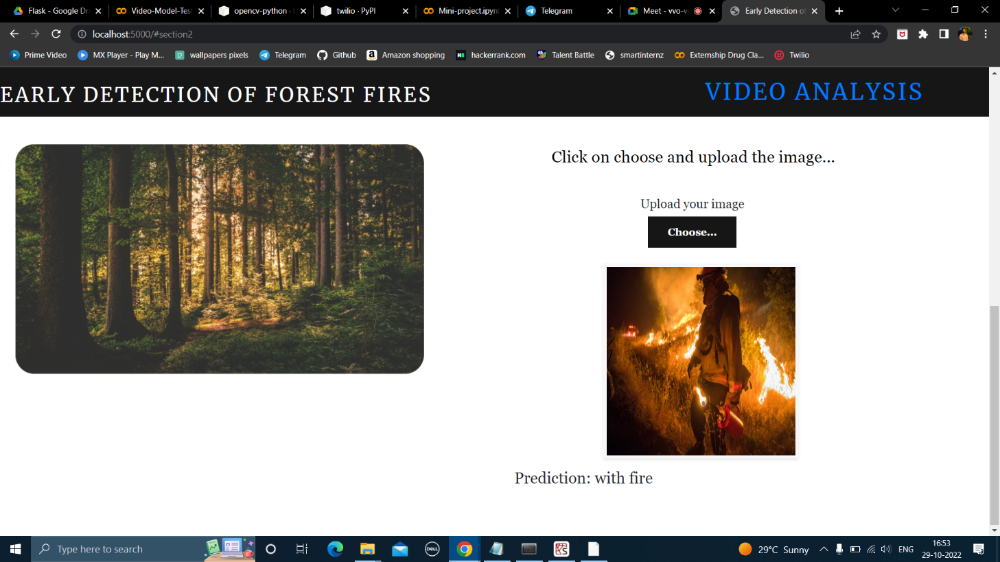 Flask - Google Dr
Video-Model-Tes
opencv-python ·
twilio · PyPI
Mini-project.ipyn
Telegram
Meet - vvo-v
Early Detection o
localhost:5000/#section2
Prime Video
MX Player - Play M...
wallpapers pixels
Telegram
Github
Amazon shopping
hackerrank.com
Talent Battle
smartinternz
Externship Drug Cla...
Twilio
EARLY DETECTION OF FOREST FIRES
VIDEO ANALYSIS
Click on choose and upload the image...
Upload your image
Choose...
Prediction: with fire
Type here to search
DELL
29°C Sunny
ENG
16:53
29-10-2022